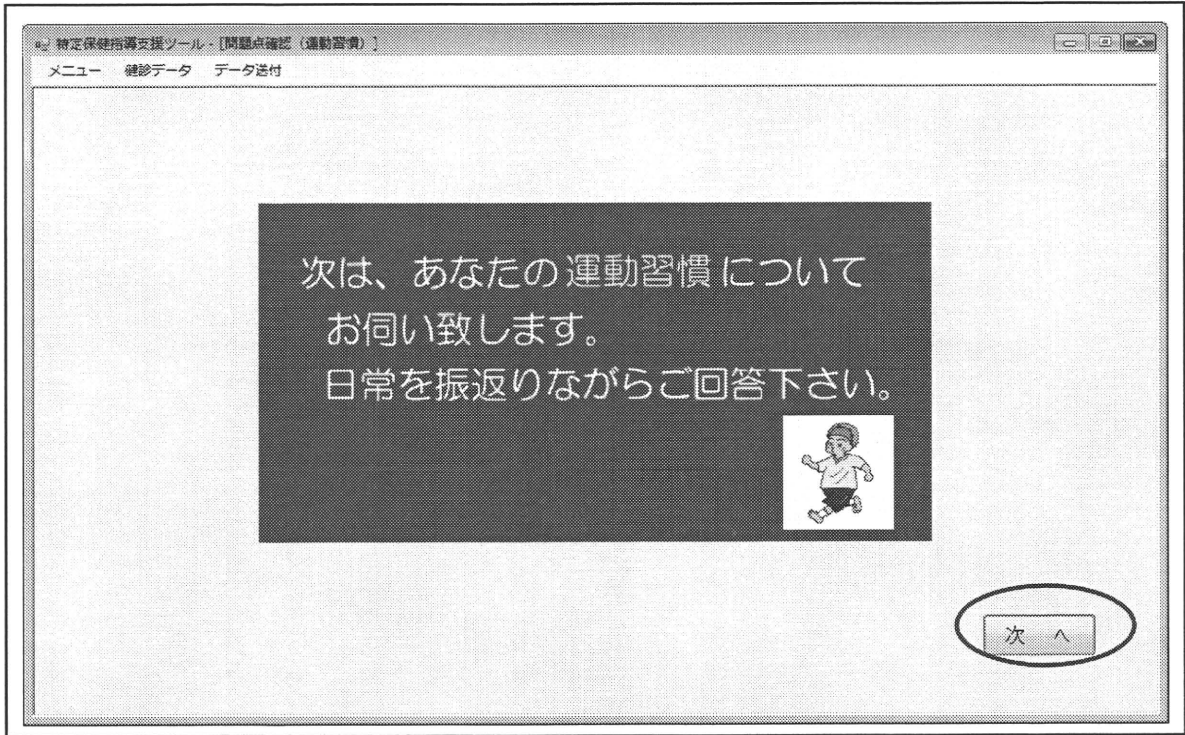 特定保健指導支援ツール - [問題点確認（運動習慣）]
メニュー 健診データ データ送付
次は、あなたの運動習慣について
お伺い致します。
日常を振返りながらご回答下さい。
次 へ